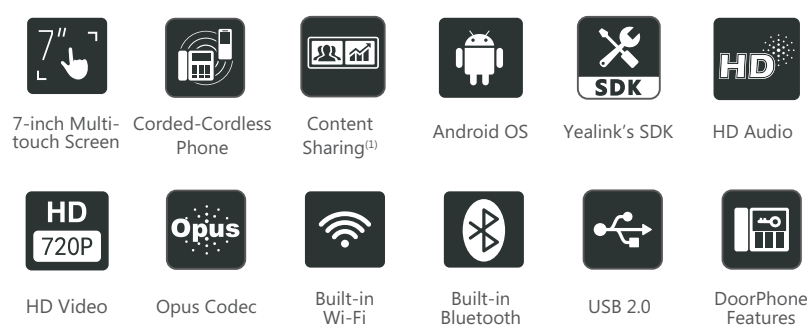 7"
SDK
HD
7-inch Multi-
touch Screen
Corded-Cordless
Phone
Content
Sharing(1)
Android OS
Yealink's SDK
HD Audio
HD
720P
Opus
HD Video
Opus Codec
Built-in
Wi-Fi
Built-in
Bluetooth
USB 2.0
DoorPhone
Features